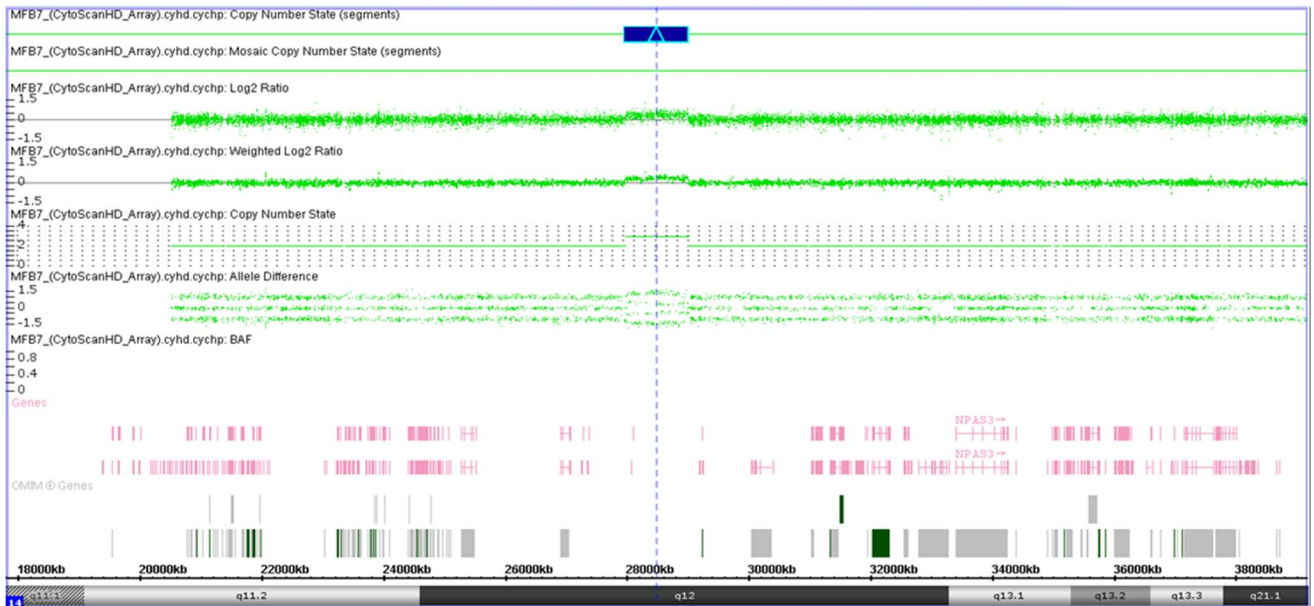 MFB7_(CytoScanHD_Array).cyhd.cychp: Copy Number State (segments)
MFB7_(CytoScanHD_Array).cyhd.cychp: Mosaic Copy Number State (segments)
MFB7_(CytoScanHD_Array).cyhd.cychp: Log2 Ratio
1.5
0
-1.5
MFB7_(CytoScanHD_Array).cyhd.cychp: Weighted Log2 Ratio
1.5
0
-1.5
MFB7_(CytoScanHD_Array).cyhd.cychp: Copy Number State
4
2
0
MFB7_(CytoScanHD_Array).cyhd.cychp: Allele Difference
1.5
0
-1.5
MFB7_(CytoScanHD_Array).cyhd.cychp: BAF
0.8
0.4
0
Genes
NPAS3→
NPAS3→
OMIM ® Genes
18000kb 20000kb 22000kb 24000kb 26000kb 28000kb 30000kb 32000kb 34000kb 36000kb 38000kb
14 q11.1 q11.2 q12 q13.1 q13.2 q13.3 q21.1